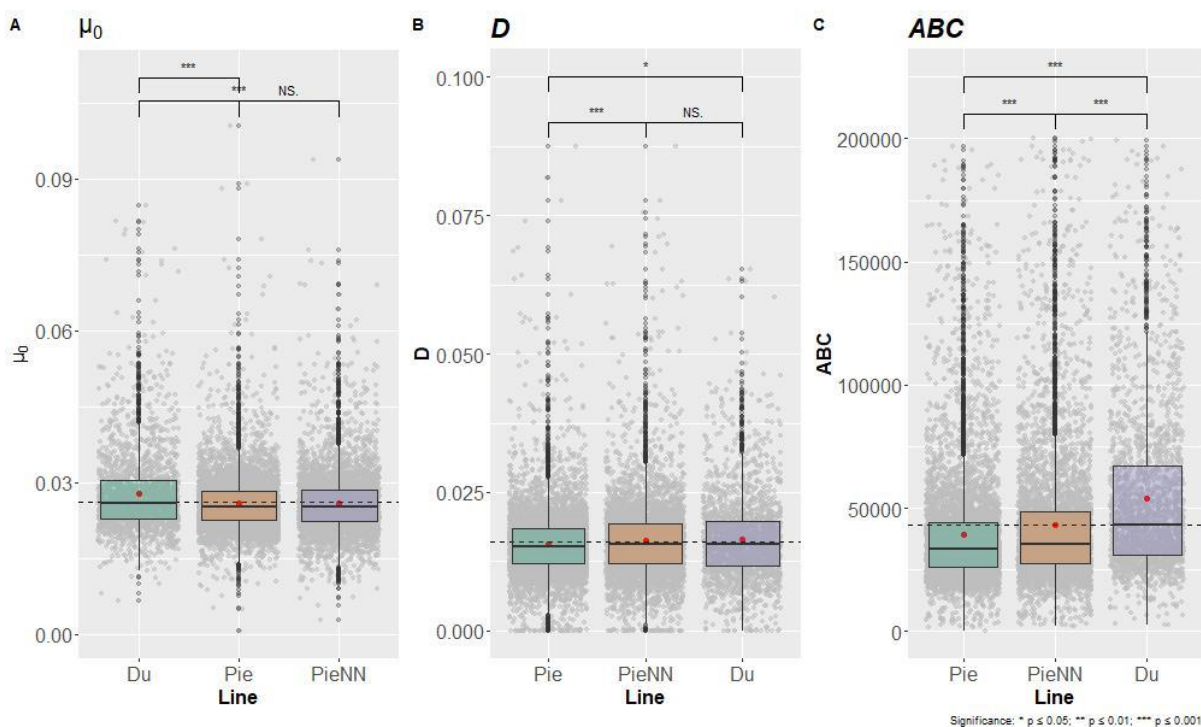 A
μ0
***
***
NS.
0.09
0.06
0.03
0.00
μ0
Du
Pie
PieNN
Line
B
D
*
***
NS.
0.100
0.075
0.050
0.025
0.000
D
Pie
PieNN
Du
Line
C
ABC
***
***
***
200000
150000
100000
50000
0
ABC
Pie
PieNN
Du
Line
Significance: * p ≤ 0.05; ** p ≤ 0.01; *** p ≤ 0.001